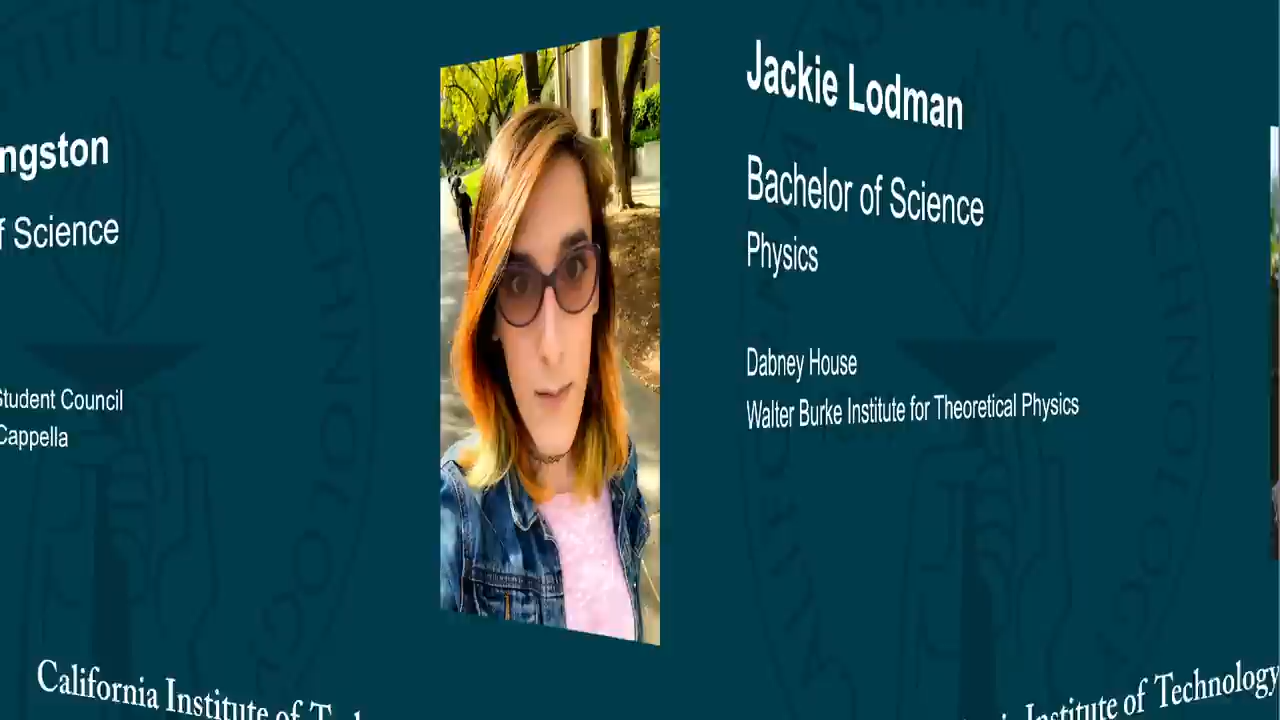 ngston
f Science
Student Council
Cappella
California Institute of
Jackie Lodman
Bachelor of Science
Physics
Dabney House
Walter Burke Institute for Theoretical Physics
Institute of Technology